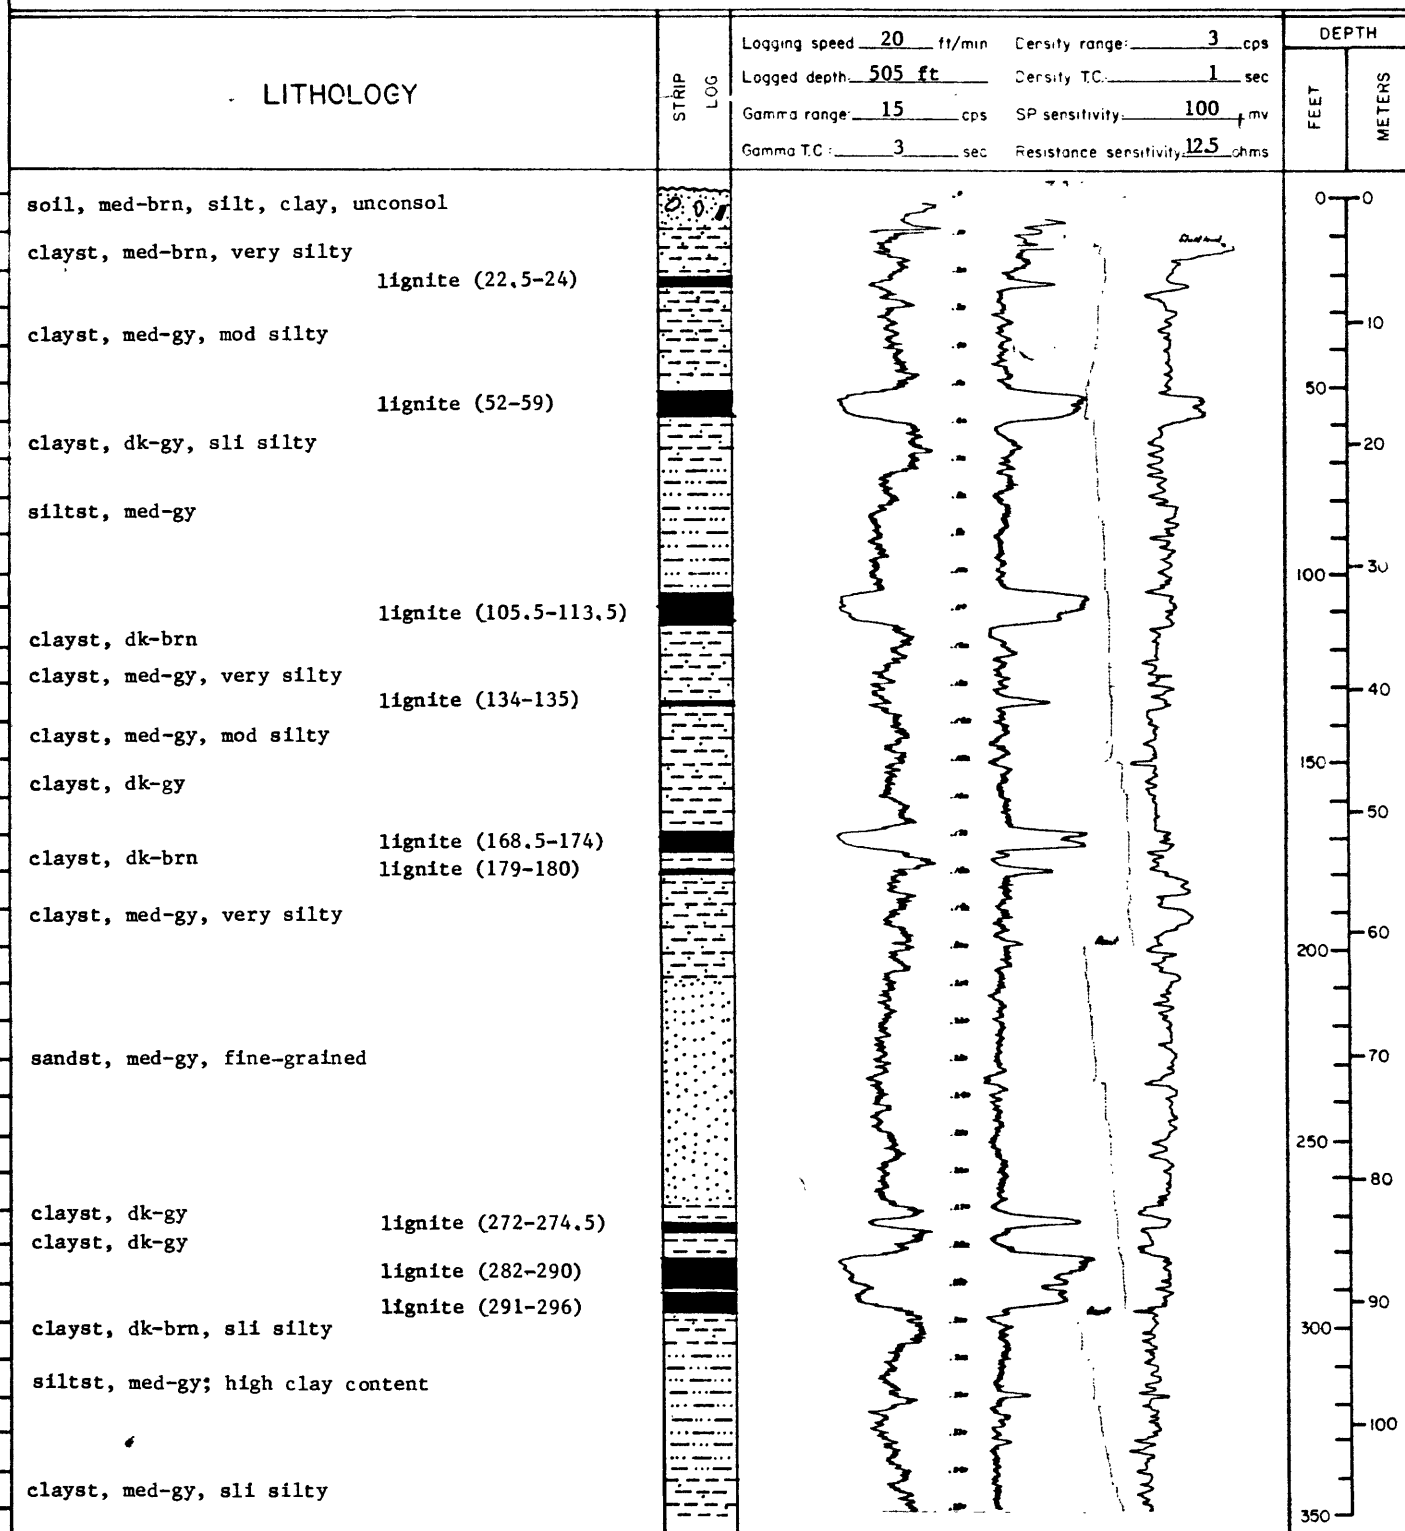 LITHOLOGY
STRIP LOG
Logging speed 20 ft/min
Logged depth: 505 ft
Gamma range: 15 cps
Gamma T.C.: 3 sec
Density range: 3 cps
Density T.C.: 1 sec
SP sensitivity: 100 mv
Resistance sensitivity: 12.5 ohms
DEPTH
FEET
METERS
soil, med-brn, silt, clay, unconsol
clayst, med-brn, very silty
lignite (22.5-24)
clayst, med-gy, mod silty
lignite (52-59)
clayst, dk-gy, sli silty
siltst, med-gy
lignite (105.5-113.5)
clayst, dk-brn
clayst, med-gy, very silty
lignite (134-135)
clayst, med-gy, mod silty
clayst, dk-gy
lignite (168.5-174)
clayst, dk-brn
lignite (179-180)
clayst, med-gy, very silty
sandst, med-gy, fine-grained
clayst, dk-gy
lignite (272-274.5)
clayst, dk-gy
lignite (282-290)
lignite (291-296)
clayst, dk-brn, sli silty
siltst, med-gy; high clay content
clayst, med-gy, sli silty
0 0
10
50
20
100
30
40
150
50
60
200
70
250
80
90
300
100
350